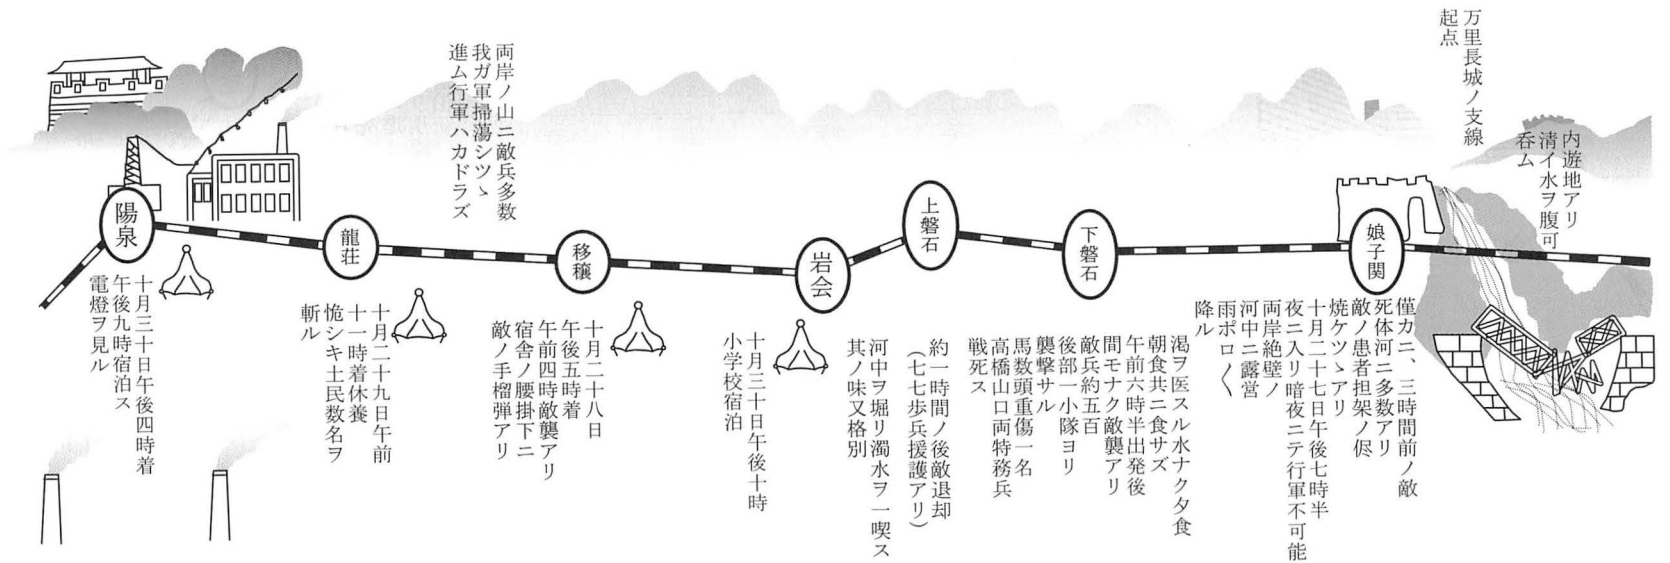 万里長城ノ支線
起点
内遊地アリ
清イ水ヲ腹可
呑ム
娘子関
僅カニ、三時間前ノ敵
死体河ニ多数アリ
敵ノ患者担架ノ侭
焼ケツヽアリ
十月二十七日午後七時半
夜ニ入リ暗夜ニテ行軍不可能
両岸絶壁ノ
河中ニ露営
雨ポロ〳〵
降ル
下磐石
渇ヲ医スル水ナク夕食
朝食共ニ食サズ
午前六時半出発後
間モナク敵襲アリ
敵兵約五百
後部一小隊ヨリ
襲撃サル
馬数頭重傷一名
高橋山口両特務兵
戦死ス
上磐石
約一時間ノ後敵退却
(七七歩兵援護アリ)
河中ヲ堀リ濁水ヲ一喫ス
其ノ味又格別
岩会
十月三十日午後十時
小学校宿泊
移穣
十月二十八日
午後五時着
午前四時敵襲アリ
宿舎ノ腰掛下ニ
敵ノ手榴弾アリ
両岸ノ山ニ敵兵多数
我ガ軍掃蕩シツヽ
進ム行軍ハカドラズ
龍荘
十月二十九日午前
十一時着休養
恑シキ土民数名ヲ
斬ル
陽泉
十月三十日午後四時着
午後九時宿泊ス
電燈ヲ見ル